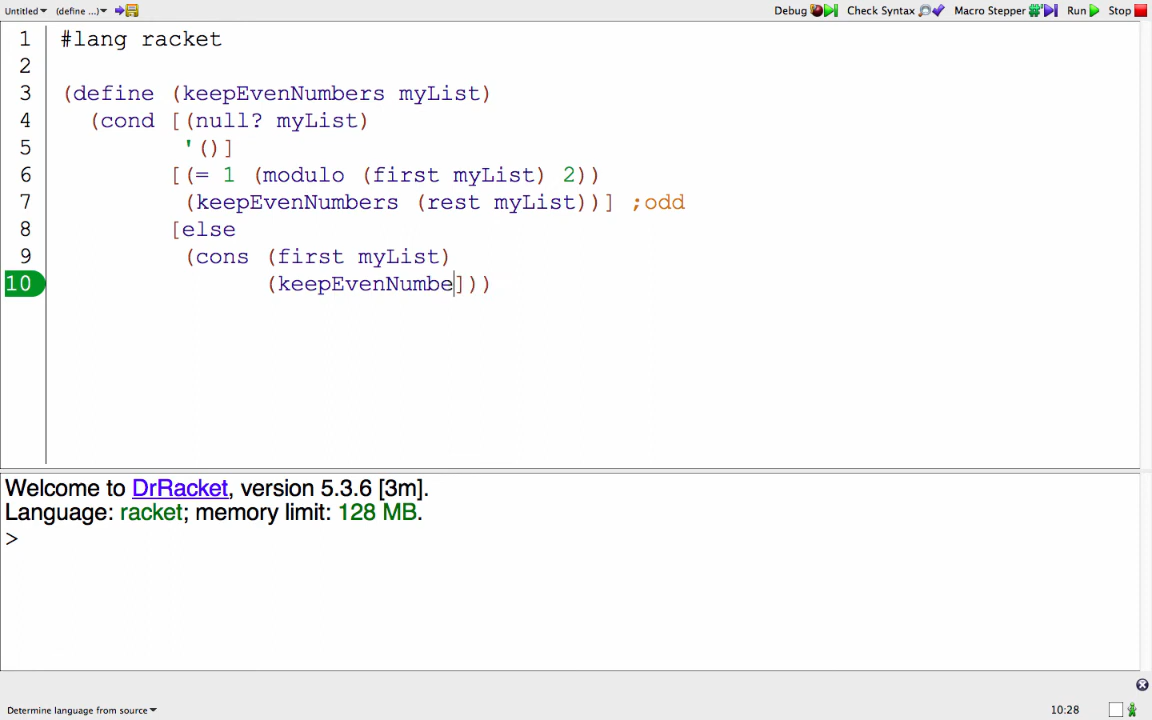 Untitled (define ...) Debug Check Syntax Macro Stepper Run Stop
1 #lang racket
2
3 (define (keepEvenNumbers myList)
4 (cond [(null? myList)
5 '()]
6 [(= 1 (modulo (first myList) 2))
7 (keepEvenNumbers (rest myList))] ;odd
8 [else
9 (cons (first myList)
10 (keepEvenNumbe]))
Welcome to DrRacket, version 5.3.6 [3m].
Language: racket; memory limit: 128 MB.
>
Determine language from source 10:28